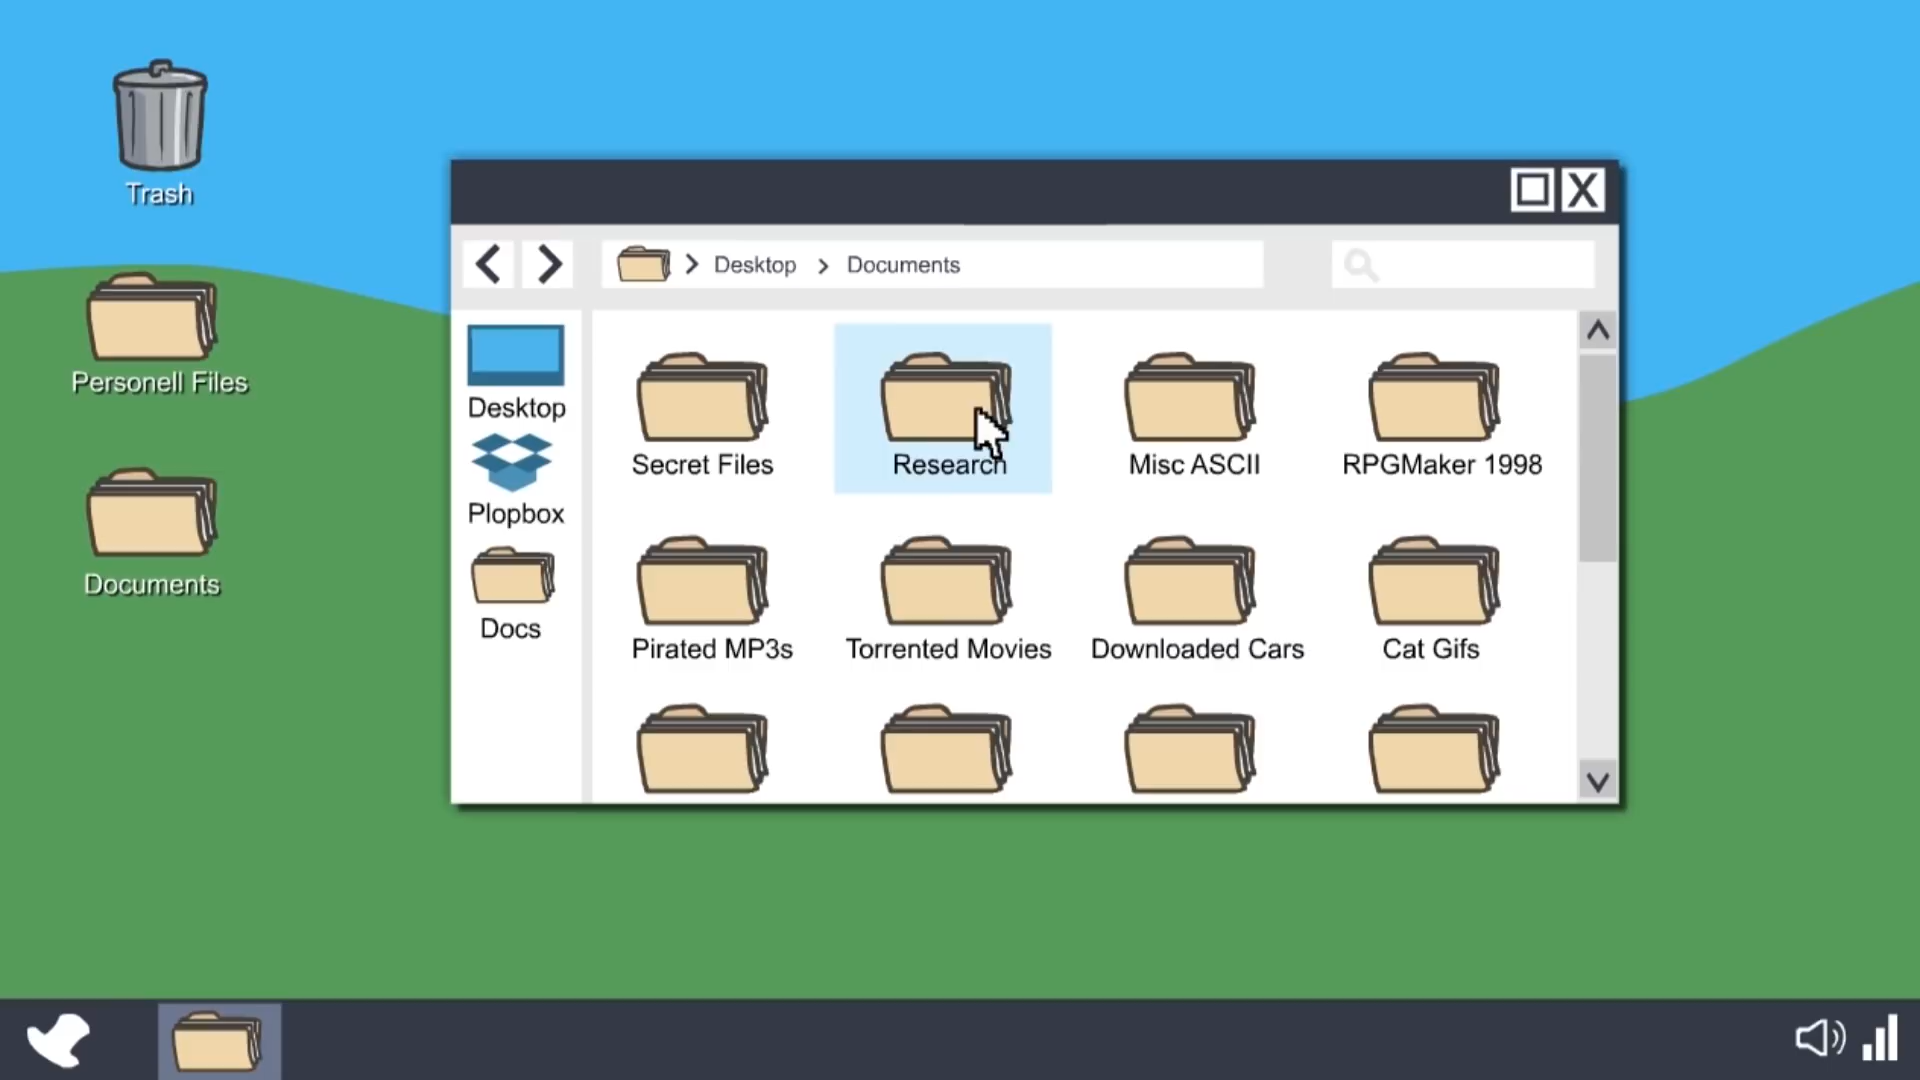 Trash
Personell Files
Documents
Desktop
Documents
Desktop
Plopbox
Docs
Secret Files
Research
Misc ASCII
RPGMaker 1998
Pirated MP3s
Torrented Movies
Downloaded Cars
Cat Gifs